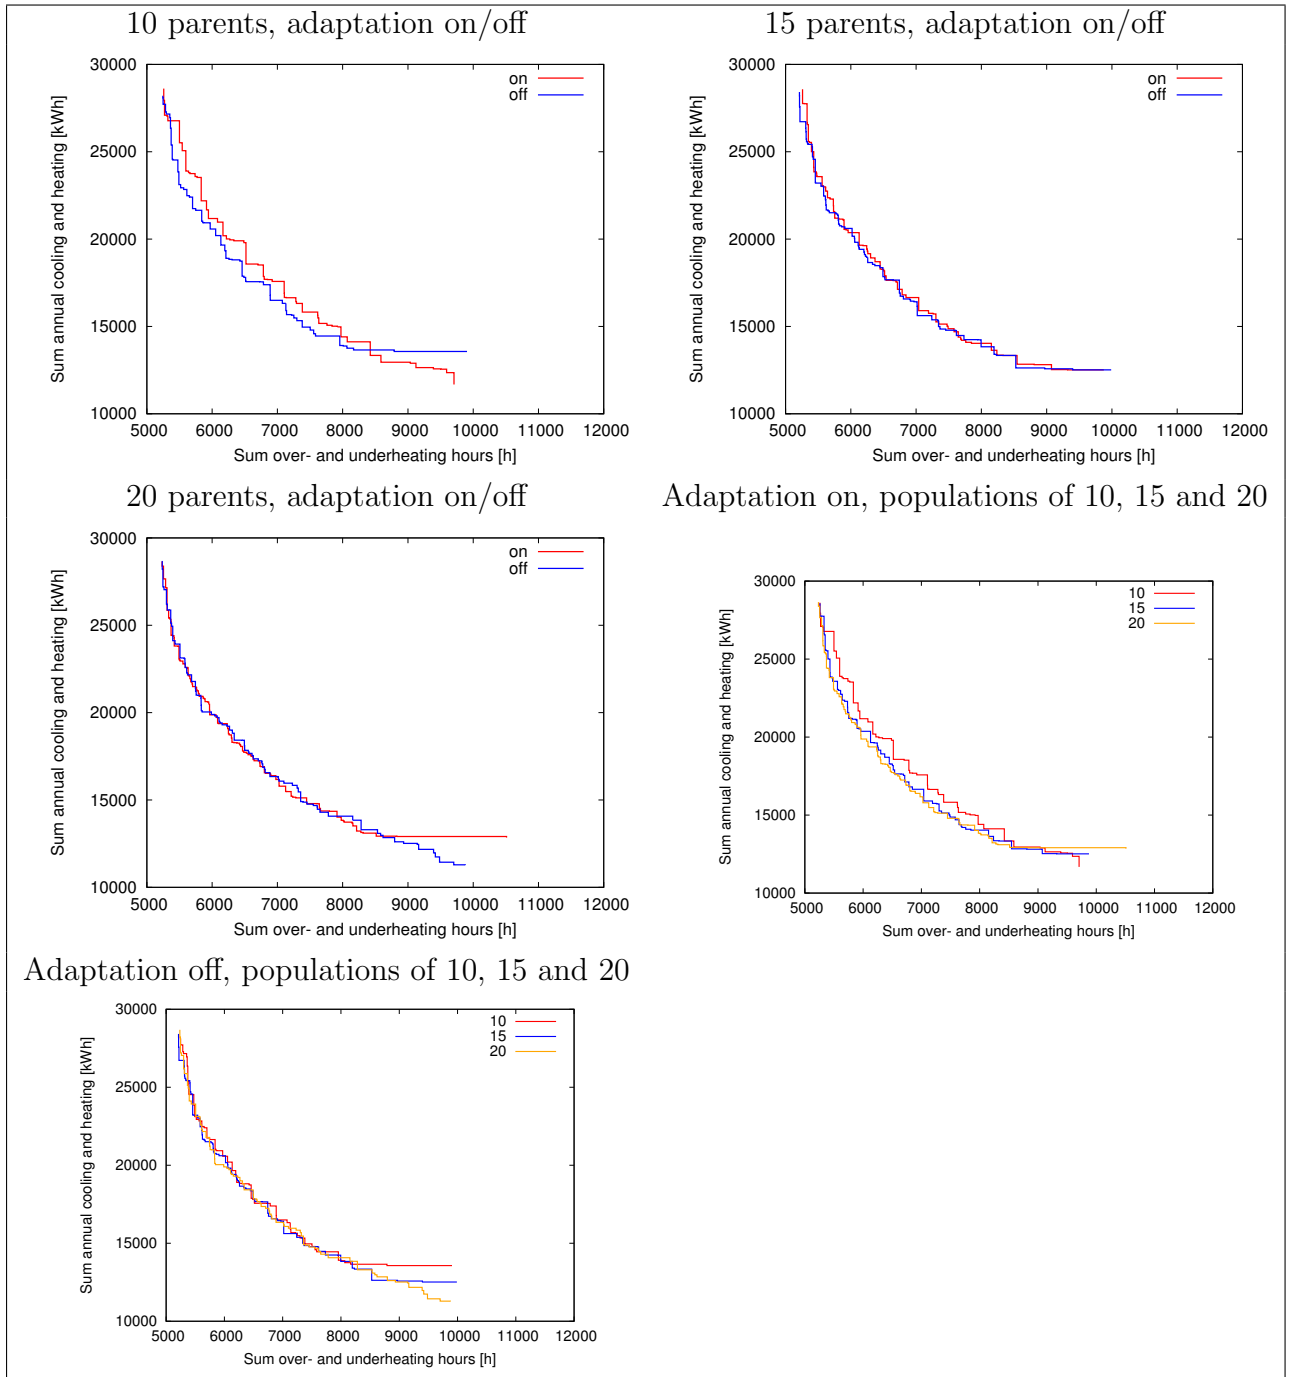 10 parents, adaptation on/off
30000
25000
20000
15000
10000
5000 6000 7000 8000 9000 10000 11000 12000
Sum annual cooling and heating [kWh]
Sum over- and underheating hours [h]
on
off
15 parents, adaptation on/off
30000
25000
20000
15000
10000
5000 6000 7000 8000 9000 10000 11000 12000
Sum annual cooling and heating [kWh]
Sum over- and underheating hours [h]
on
off
20 parents, adaptation on/off
30000
25000
20000
15000
10000
5000 6000 7000 8000 9000 10000 11000 12000
Sum annual cooling and heating [kWh]
Sum over- and underheating hours [h]
on
off
Adaptation on, populations of 10, 15 and 20
30000
25000
20000
15000
10000
5000 6000 7000 8000 9000 10000 11000 12000
Sum annual cooling and heating [kWh]
Sum over- and underheating hours [h]
10
15
20
Adaptation off, populations of 10, 15 and 20
30000
25000
20000
15000
10000
5000 6000 7000 8000 9000 10000 11000 12000
Sum annual cooling and heating [kWh]
Sum over- and underheating hours [h]
10
15
20